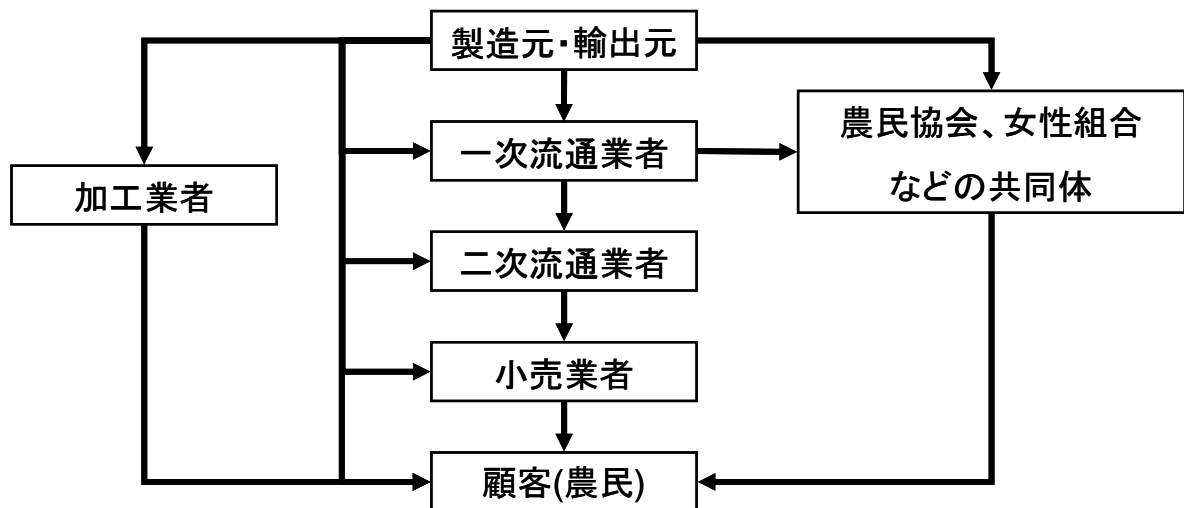 製造元・輸出元
農民協会、女性組合
などの共同体
一次流通業者
加工業者
二次流通業者
小売業者
顧客(農民)